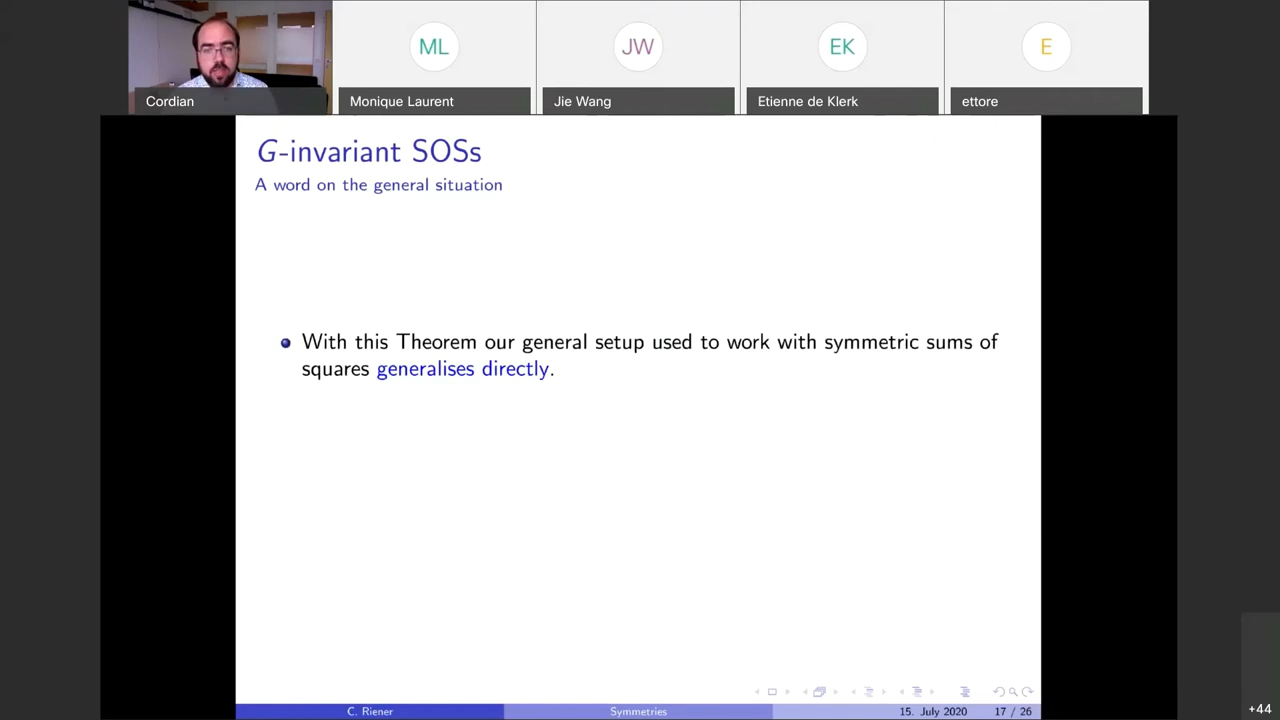 ML
JW
EK
E
Cordian
Monique Laurent
Jie Wang
Etienne de Klerk
ettore
G-invariant SOSs
A word on the general situation
With this Theorem our general setup used to work with symmetric sums of
squares generalises directly.
C. Riener
Symmetries
15. July 2020
17 / 26
+44